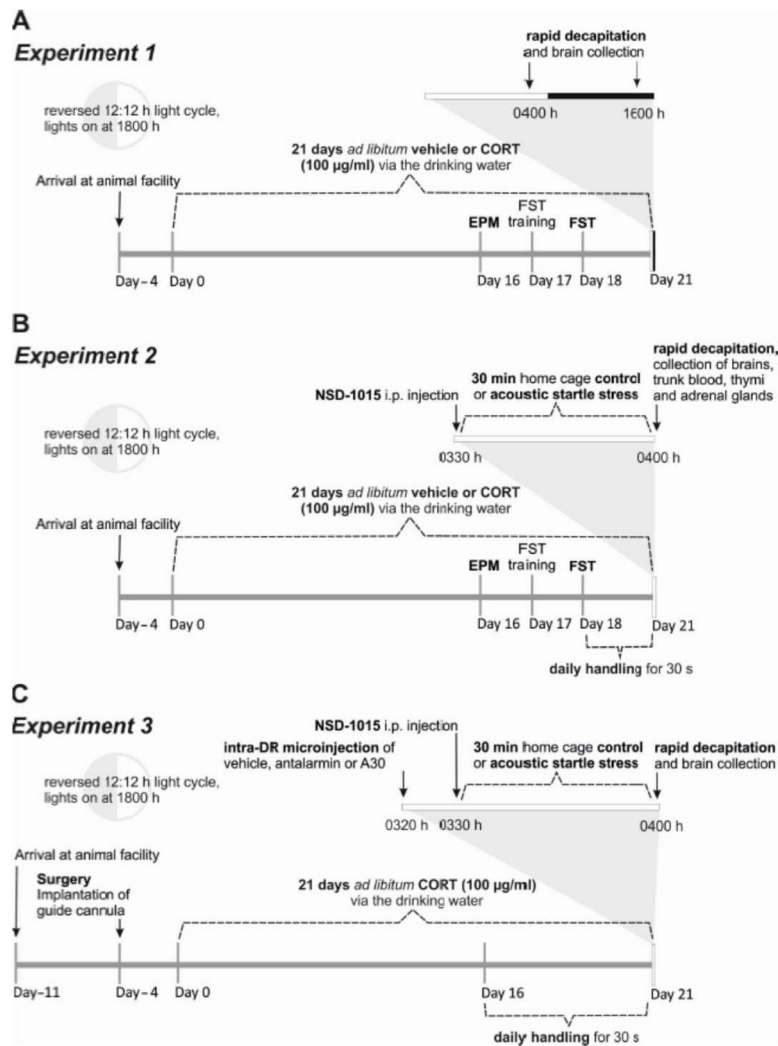 A
Experiment 1
rapid decapitation
and brain collection
reversed 12:12 h light cycle,
lights on at 1800 h
0400 h
1600 h
21 days ad libitum vehicle or CORT
(100 µg/ml) via the drinking water
Arrival at animal facility
EPM
FST
training
FST
Day–4
Day 0
Day 16
Day 17
Day 18
Day 21
B
Experiment 2
rapid decapitation,
collection of brains,
trunk blood, thymi
and adrenal glands
30 min home cage control
or acoustic startle stress
NSD-1015 i.p. injection
reversed 12:12 h light cycle,
lights on at 1800 h
0330 h
0400 h
21 days ad libitum vehicle or CORT
(100 µg/ml) via the drinking water
Arrival at animal facility
EPM
FST
training
FST
Day–4
Day 0
Day 16
Day 17
Day 18
Day 21
daily handling for 30 s
C
Experiment 3
NSD-1015 i.p. injection
intra-DR microinjection of
vehicle, antalarmin or A30
30 min home cage control
or acoustic startle stress
rapid decapitation
and brain collection
reversed 12:12 h light cycle,
lights on at 1800 h
0320 h
0330 h
0400 h
Arrival at animal facility
Surgery
Implantation of
guide cannula
21 days ad libitum CORT (100 µg/ml)
via the drinking water
Day–11
Day–4
Day 0
Day 16
Day 21
daily handling for 30 s